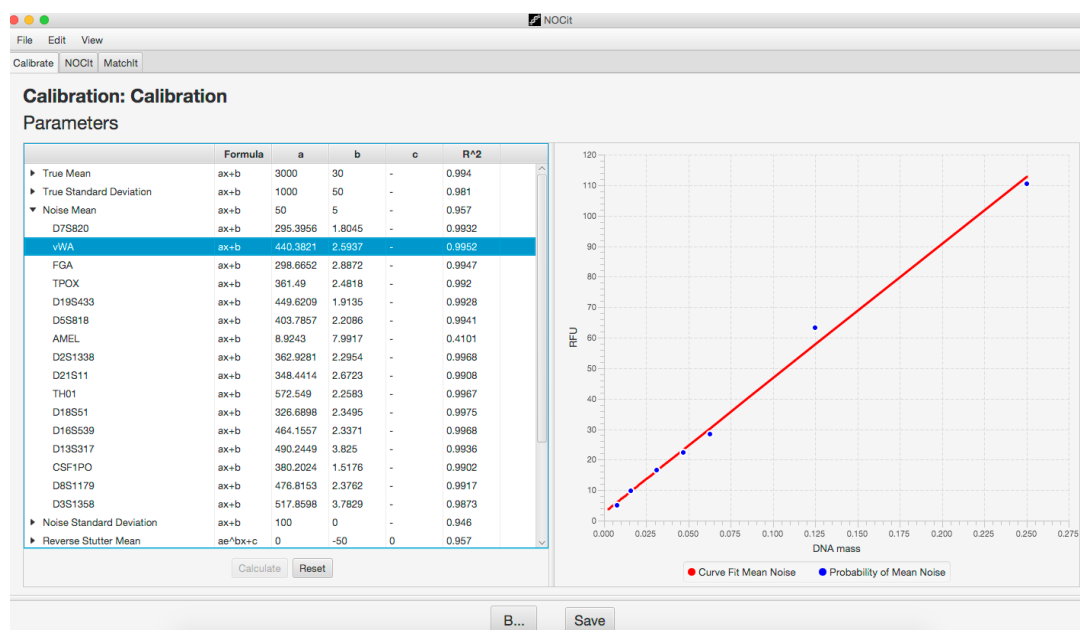 NOCit
File Edit View
Calibrate NOCIt MatchIt
Calibration: Calibration
Parameters
Formula a b c R^2
True Mean ax+b 3000 30 - 0.994
True Standard Deviation ax+b 1000 50 - 0.981
Noise Mean ax+b 50 5 - 0.957
D7S820 ax+b 295.3956 1.8045 - 0.9932
vWA ax+b 440.3821 2.5937 - 0.9952
FGA ax+b 298.6652 2.8872 - 0.9947
TPOX ax+b 361.49 2.4818 - 0.992
D19S433 ax+b 449.6209 1.9135 - 0.9928
D5S818 ax+b 403.7857 2.2086 - 0.9941
AMEL ax+b 8.9243 7.9917 - 0.4101
D2S1338 ax+b 362.9281 2.2954 - 0.9968
D21S11 ax+b 348.4414 2.6723 - 0.9908
TH01 ax+b 572.549 2.2583 - 0.9967
D18S51 ax+b 326.6898 2.3495 - 0.9975
D16S539 ax+b 464.1557 2.3371 - 0.9968
D13S317 ax+b 490.2449 3.825 - 0.9936
CSF1PO ax+b 380.2024 1.5176 - 0.9902
D8S1179 ax+b 476.8153 2.3762 - 0.9917
D3S1358 ax+b 517.8598 3.7829 - 0.9873
Noise Standard Deviation ax+b 100 0 - 0.946
Reverse Stutter Mean ae^bx+c 0 -50 0 0.957
Calculate Reset
120
110
100
90
80
70
60
50
40
30
20
10
0
RFU
0.000 0.025 0.050 0.075 0.100 0.125 0.150 0.175 0.200 0.225 0.250 0.275
DNA mass
Curve Fit Mean Noise Probability of Mean Noise
B... Save